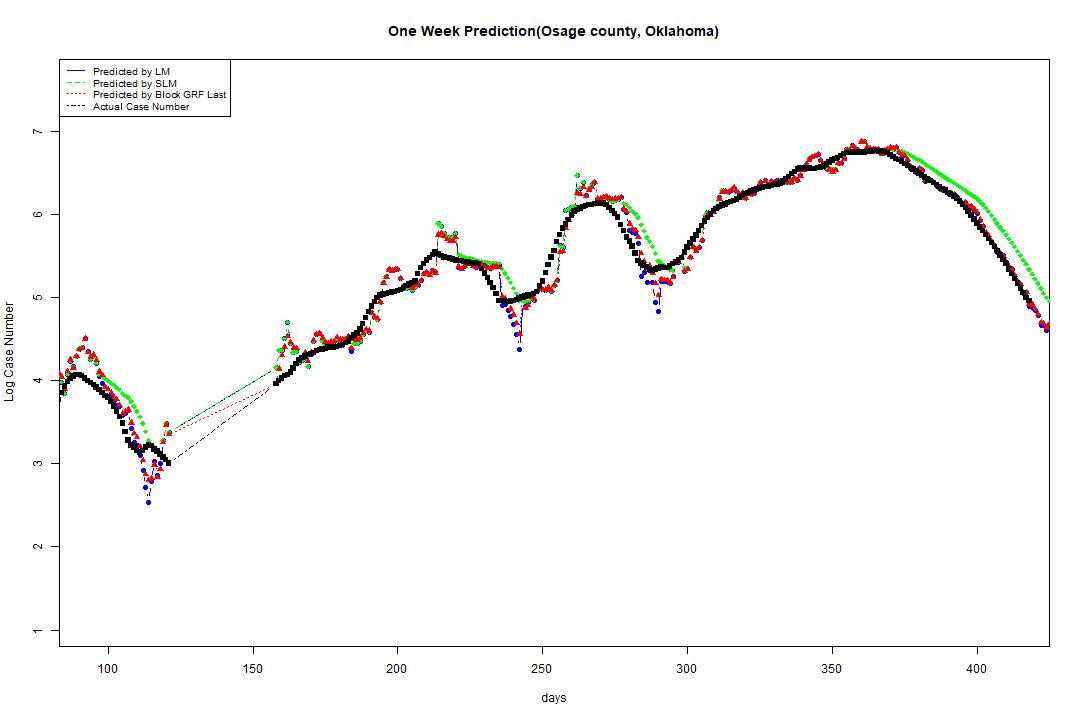 One Week Prediction(Osage county, Oklahoma)
Predicted by LM
Predicted by SLM
Predicted by Block GRF Last
Actual Case Number
Log Case Number
7
6
5
4
3
2
1
100 150 200 250 300 350 400
days